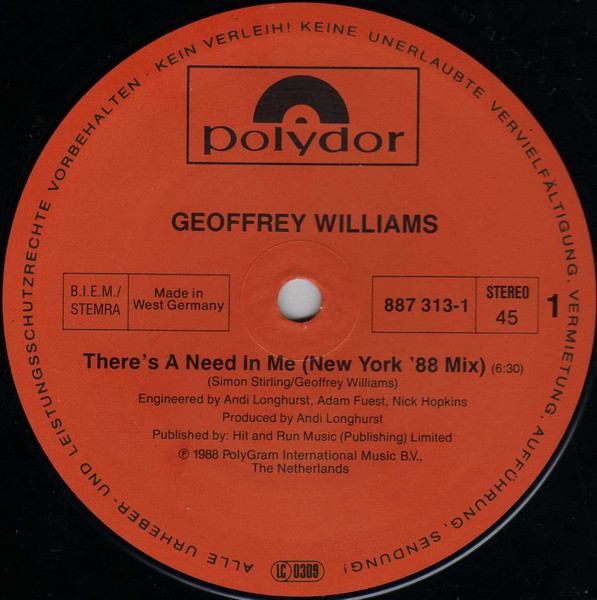 ALLE URHEBER- UND LEISTUNGSSCHUTZRECHTE VORBEHALTEN · KEIN VERLEIH! KEINE UNERLAUBTE VERVIELFÄLTIGUNG, VERMIETUNG, AUFFÜHRUNG, SENDUNG!
polydor
GEOFFREY WILLIAMS
B.I.E.M./
STEMRA
Made in
West Germany
887 313-1
STEREO
45
1
There's A Need In Me (New York '88 Mix) (6:30)
(Simon Stirling/Geoffrey Williams)
Engineered by Andi Longhurst, Adam Fuest, Nick Hopkins
Produced by Andi Longhurst
Published by: Hit and Run Music (Publishing) Limited
℗ 1988 PolyGram International Music B.V.,
The Netherlands
LC 0309